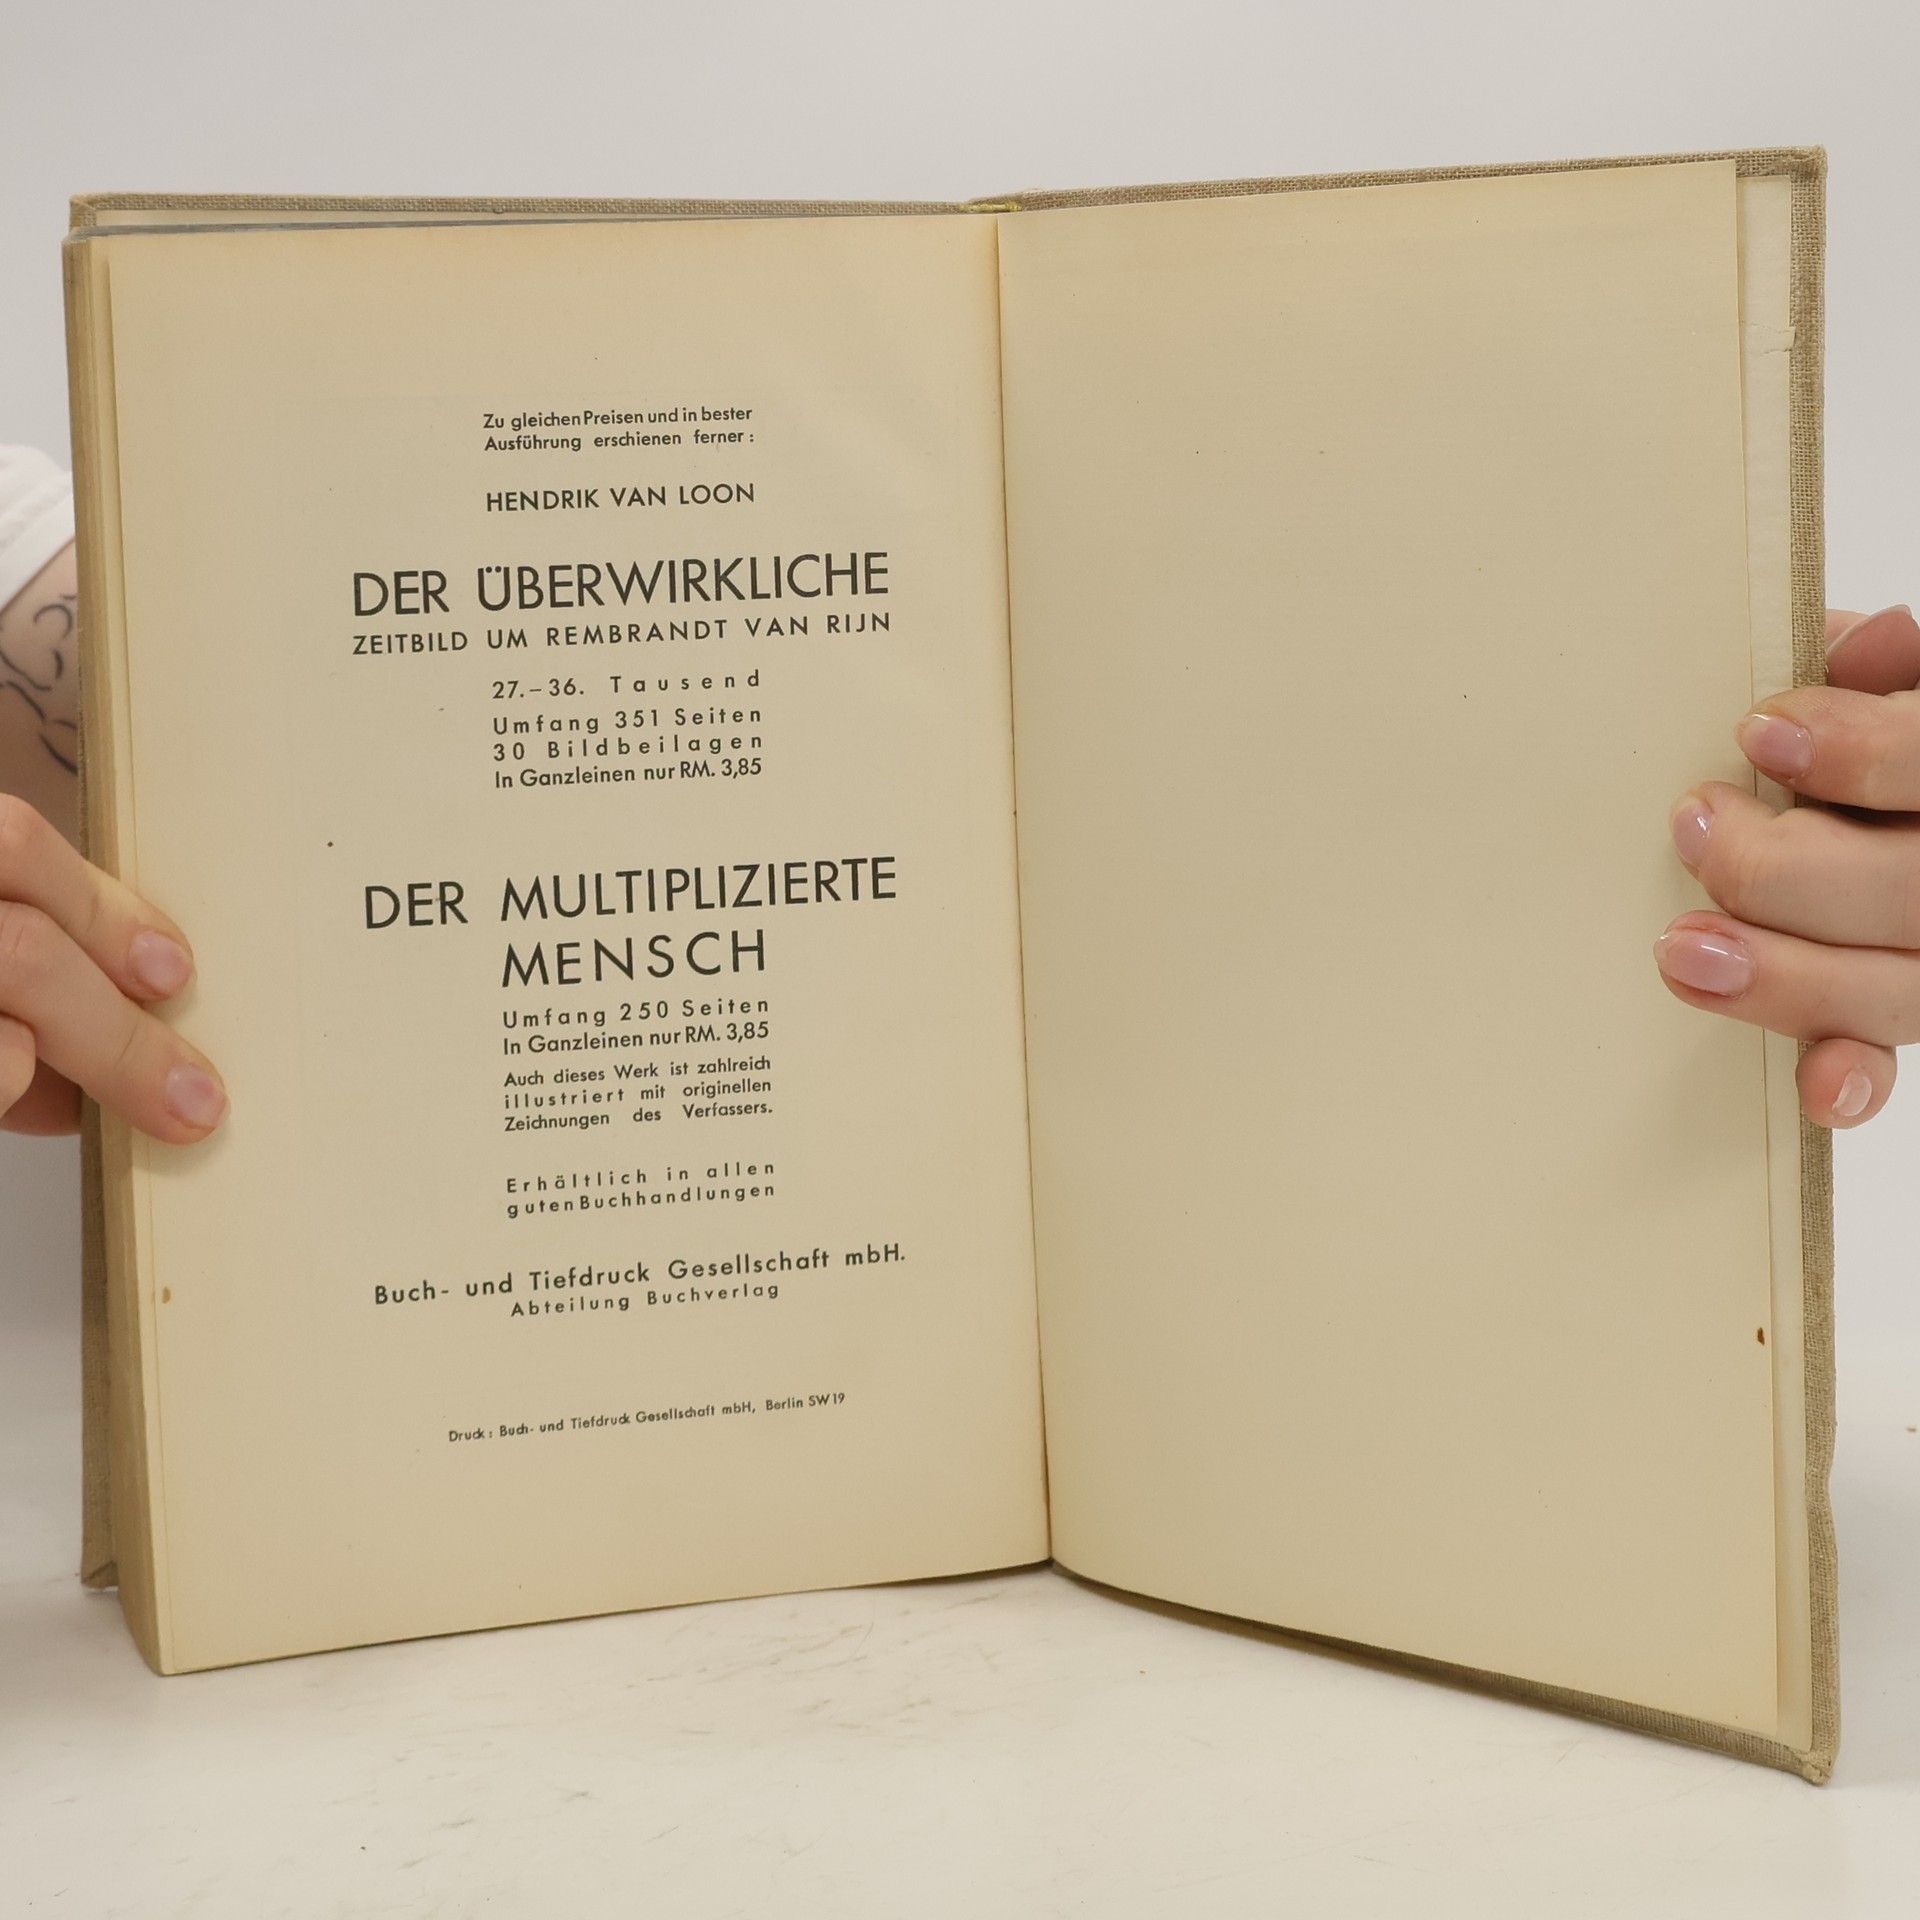 Zu gleichen Preisen und in bester
Ausführung erschienen ferner:
HENDRIK VAN LOON
DER ÜBERWIRKLICHE
ZEITBILD UM REMBRANDT VAN RIJN
27.–36. Tausend
Umfang 351 Seiten
30 Bildbeilagen
In Ganzleinen nur RM. 3,85
DER MULTIPLIZIERTE
MENSCH
Umfang 250 Seiten
In Ganzleinen nur RM. 3,85
Auch dieses Werk ist zahlreich
illustriert mit originellen
Zeichnungen des Verfassers.
Erhältlich in allen
guten Buchhandlungen
Buch- und Tiefdruck Gesellschaft mbH.
Abteilung Buchverlag
Druck: Buch- und Tiefdruck Gesellschaft mbH, Berlin SW 19